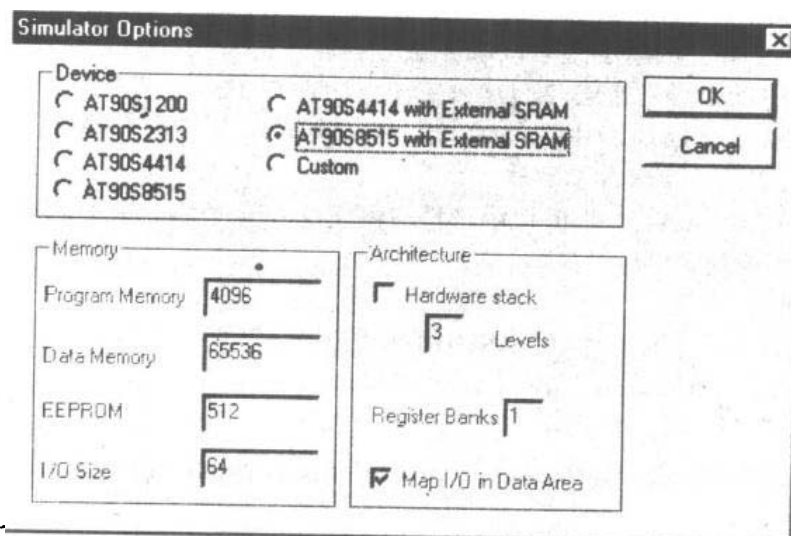 Simulator Options
Device
AT90S1200
AT90S2313
AT90S4414
AT90S8515
AT90S4414 with External SRAM
AT90S8515 with External SRAM
Custom
OK
Cancel
Memory
Program Memory 4096
Data Memory 65536
EEPROM 512
I/O Size 64
Architecture
Hardware stack
3 Levels
Register Banks 1
Map I/O in Data Area